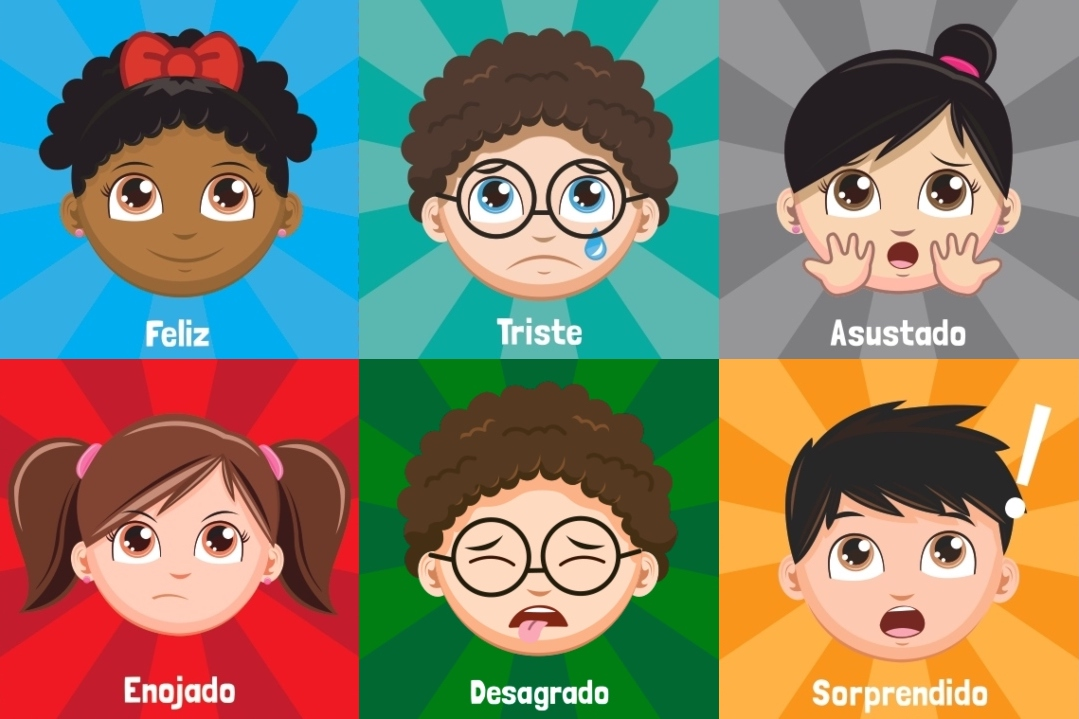 Feliz
Triste
Asustado
Enojado
Desagrado
Sorprendido